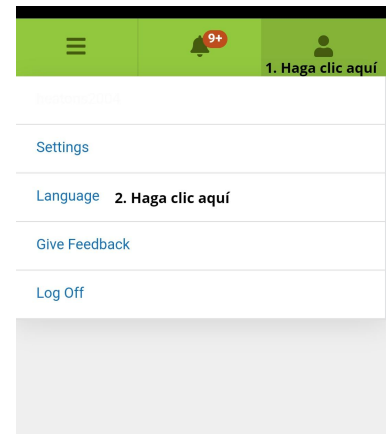 9+
1. Haga clic aquí
Settings
Language 2. Haga clic aquí
Give Feedback
Log Off